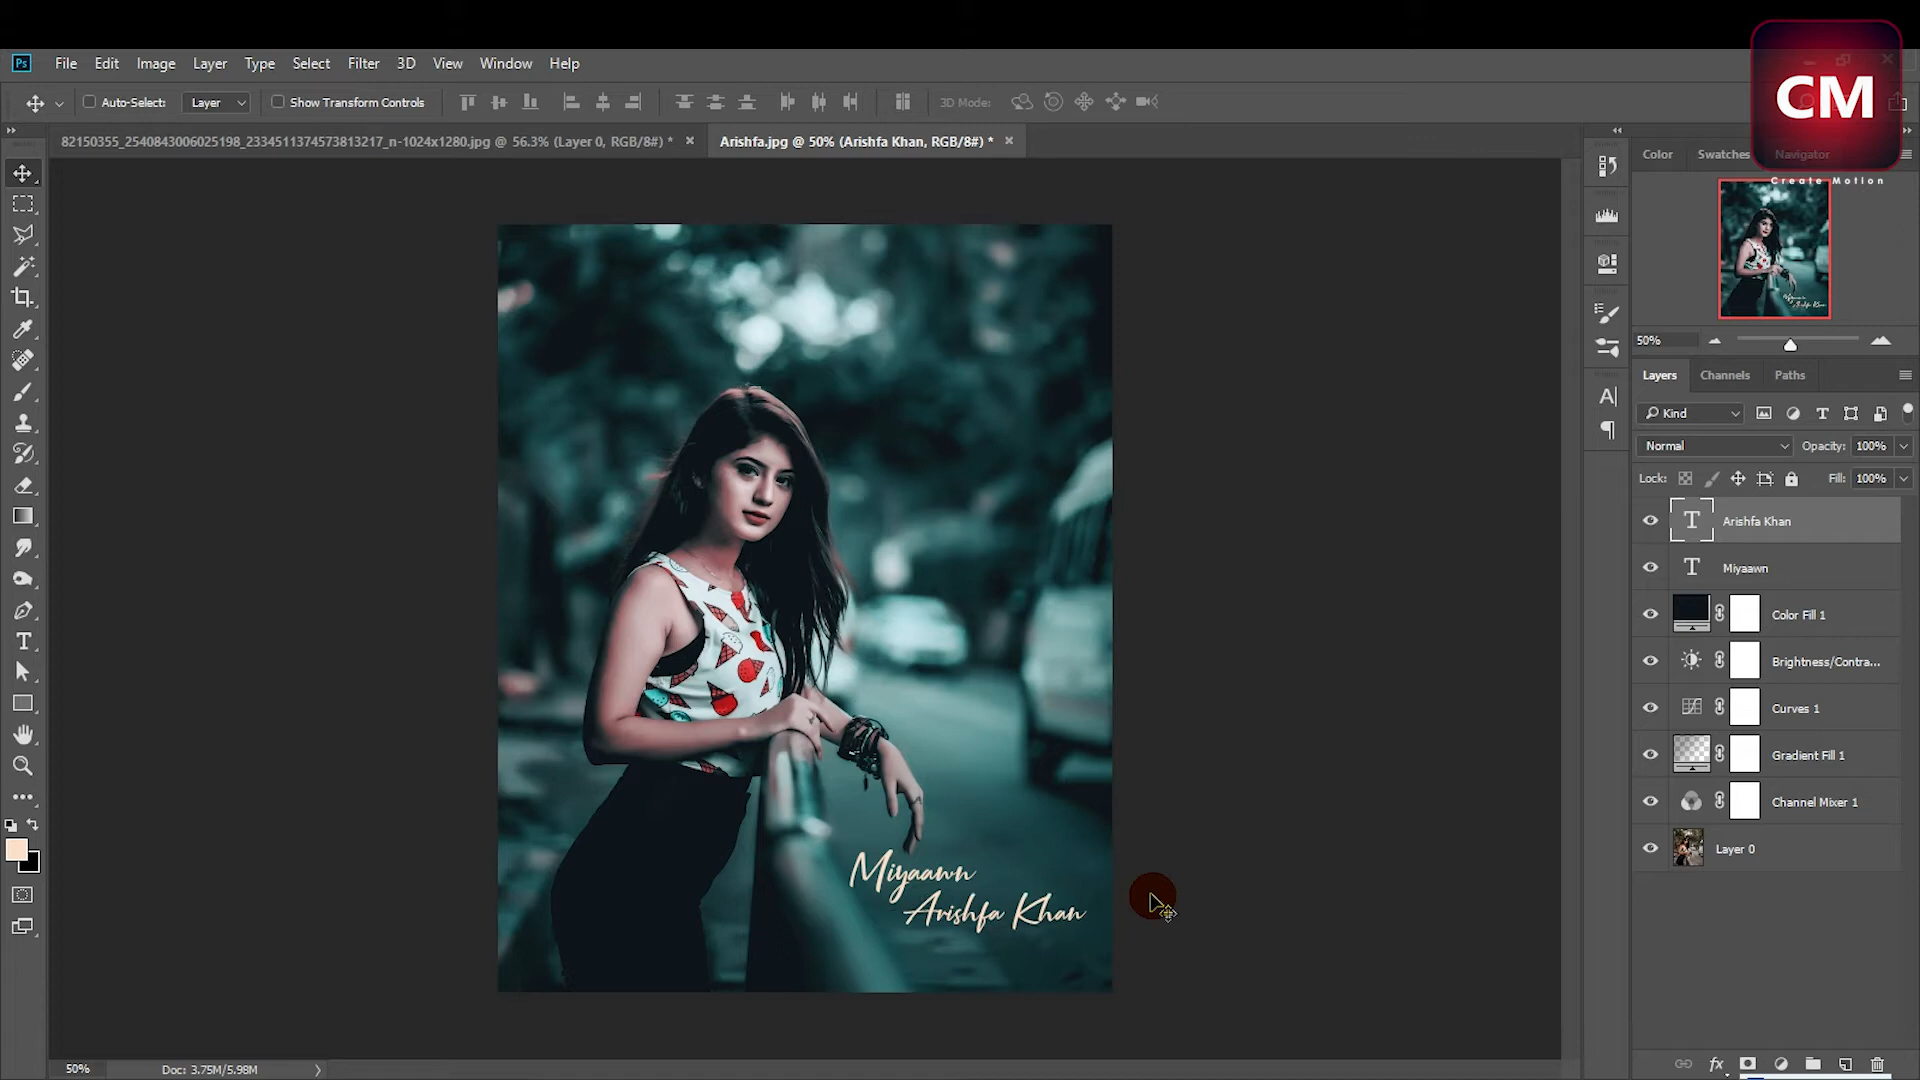 CM
Create Motion
Ps File Edit Image Layer Type Select Filter 3D View Window Help
Auto-Select: Layer Show Transform Controls 3D Mode:
82150355_2540843006025198_2334511374573813217_n-1024x1280.jpg @ 56.3% (Layer 0, RGB/8#) * Arishfa.jpg @ 50% (Arishfa Khan, RGB/8#) *
Color Swatches Navigator
50%
Layers Channels Paths
Kind
Normal Opacity: 100%
Lock: Fill: 100%
Arishfa Khan
Miyaawn
Color Fill 1
Brightness/Contra...
Curves 1
Gradient Fill 1
Channel Mixer 1
Layer 0
Miyaawn
Arishfa Khan
50% Doc: 3.75M/5.98M